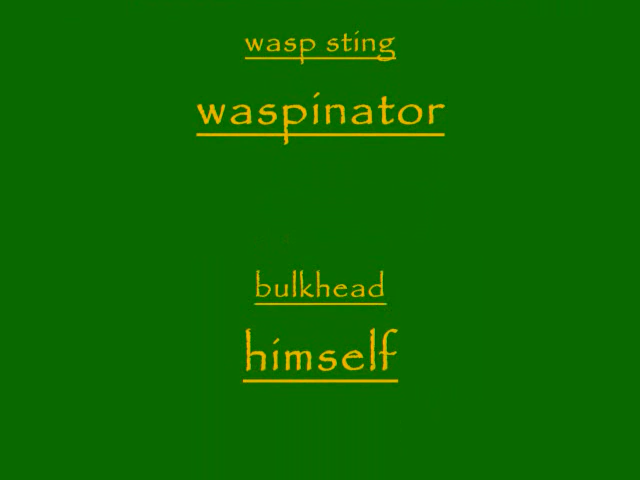 wasp sting
waspinator
bulkhead
himself